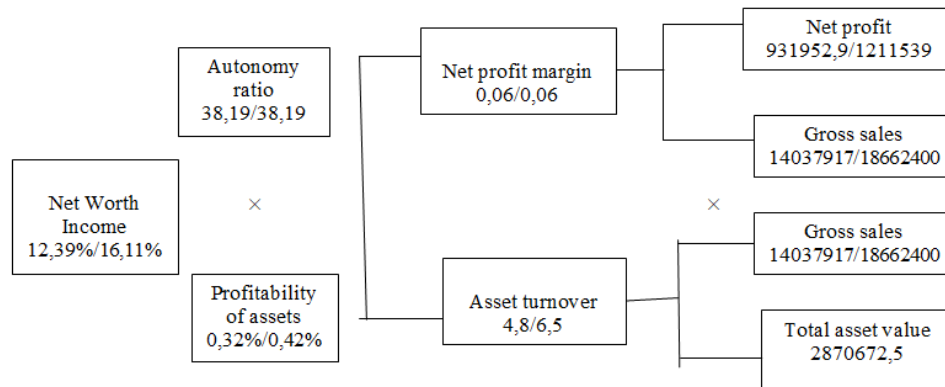 Net Worth
Income
12,39%/16,11%
Autonomy
ratio
38,19/38,19
×
Profitability
of assets
0,32%/0,42%
Net profit margin
0,06/0,06
Asset turnover
4,8/6,5
Net profit
931952,9/1211539
Gross sales
14037917/18662400
×
Gross sales
14037917/18662400
Total asset value
2870672,5